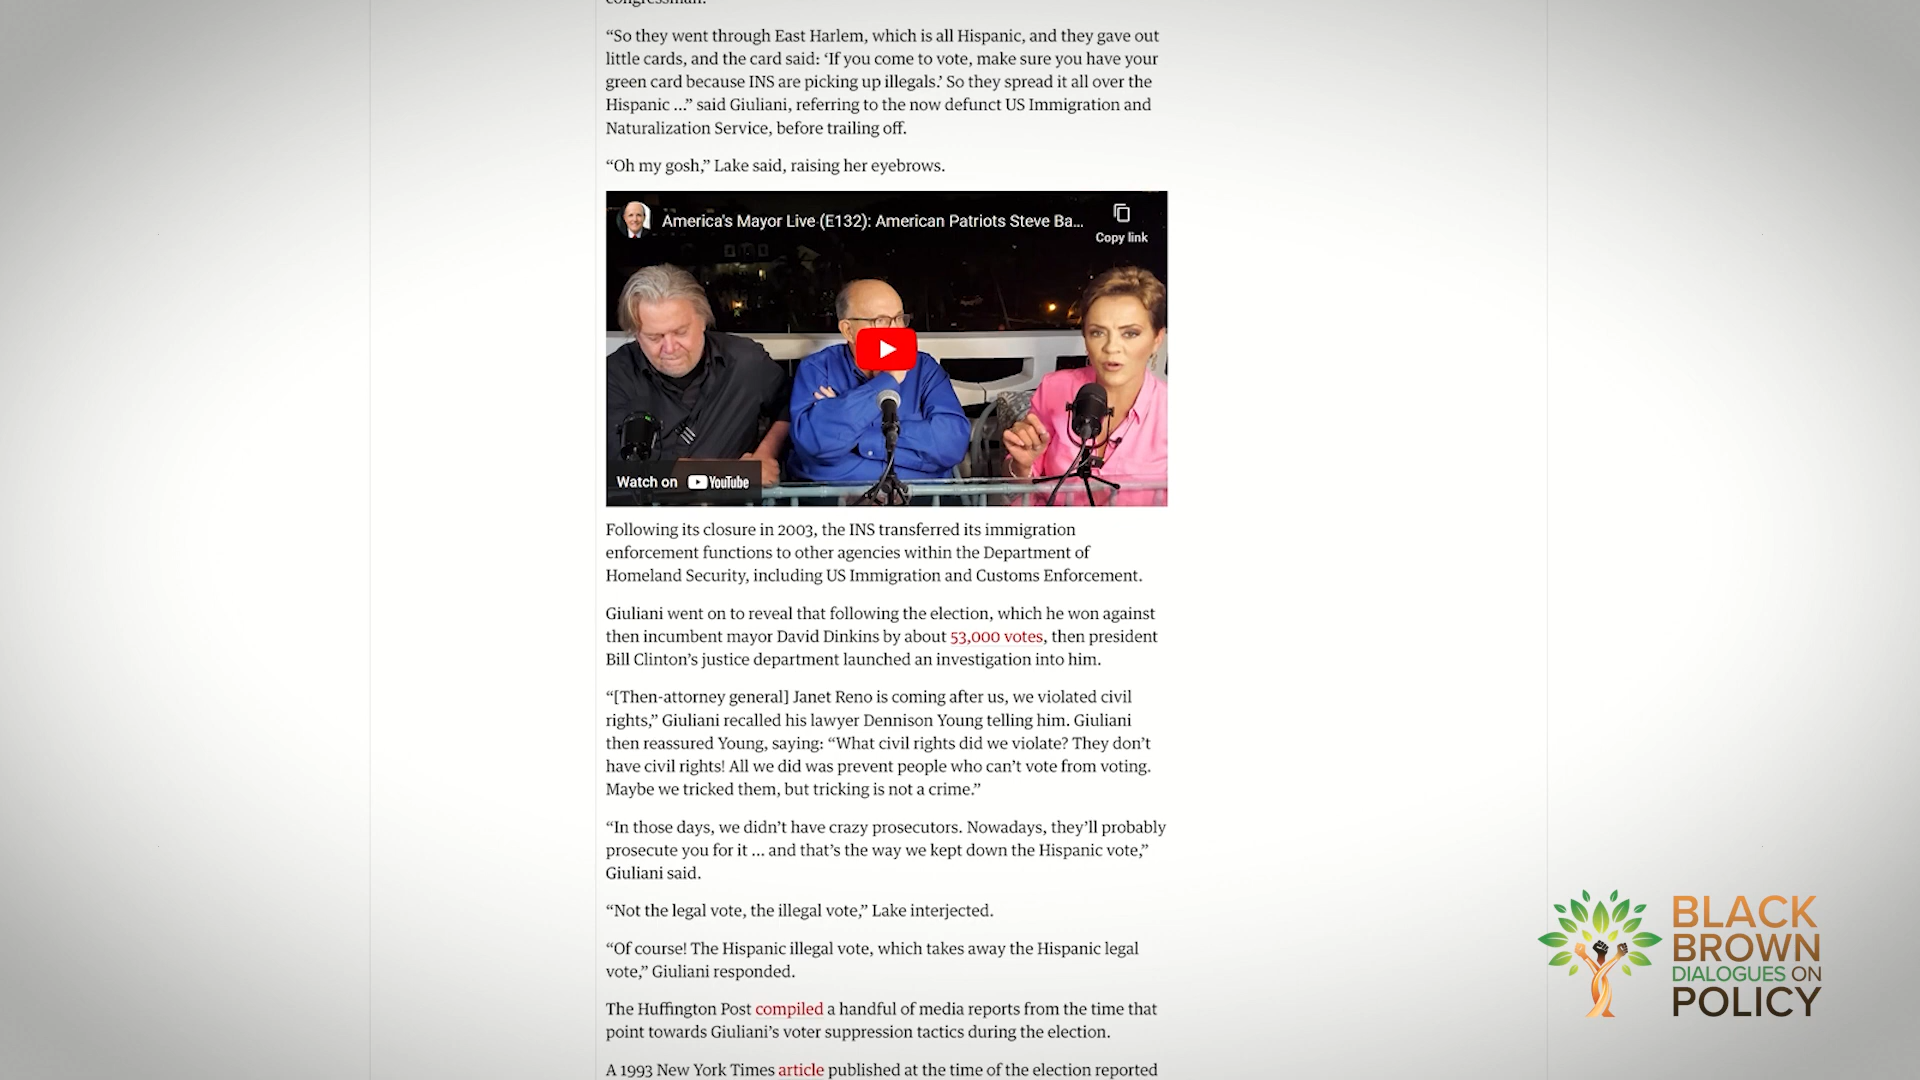 congressman.
“So they went through East Harlem, which is all Hispanic, and they gave out
little cards, and the card said: ‘If you come to vote, make sure you have your
green card because INS are picking up illegals.’ So they spread it all over the
Hispanic ...” said Giuliani, referring to the now defunct US Immigration and
Naturalization Service, before trailing off.
“Oh my gosh,” Lake said, raising her eyebrows.
America's Mayor Live (E132): American Patriots Steve Ba...
Copy link
Watch on YouTube
Following its closure in 2003, the INS transferred its immigration
enforcement functions to other agencies within the Department of
Homeland Security, including US Immigration and Customs Enforcement.
Giuliani went on to reveal that following the election, which he won against
then incumbent mayor David Dinkins by about 53,000 votes, then president
Bill Clinton’s justice department launched an investigation into him.
“[Then-attorney general] Janet Reno is coming after us, we violated civil
rights,” Giuliani recalled his lawyer Dennison Young telling him. Giuliani
then reassured Young, saying: “What civil rights did we violate? They don’t
have civil rights! All we did was prevent people who can’t vote from voting.
Maybe we tricked them, but tricking is not a crime.”
“In those days, we didn’t have crazy prosecutors. Nowadays, they’ll probably
prosecute you for it ... and that’s the way we kept down the Hispanic vote,”
Giuliani said.
“Not the legal vote, the illegal vote,” Lake interjected.
“Of course! The Hispanic illegal vote, which takes away the Hispanic legal
vote,” Giuliani responded.
The Huffington Post compiled a handful of media reports from the time that
point towards Giuliani’s voter suppression tactics during the election.
A 1993 New York Times article published at the time of the election reported
BLACK
BROWN
DIALOGUES ON
POLICY